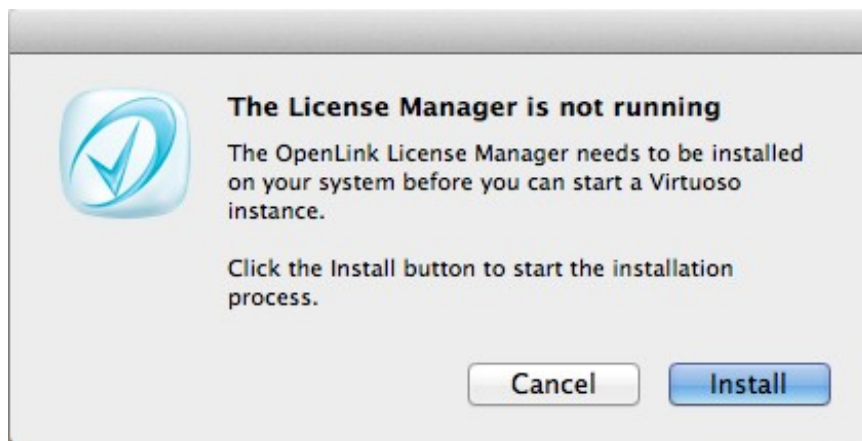 The License Manager is not running
The OpenLink License Manager needs to be installed
on your system before you can start a Virtuoso
instance.
Click the Install button to start the installation
process.
Cancel
Install